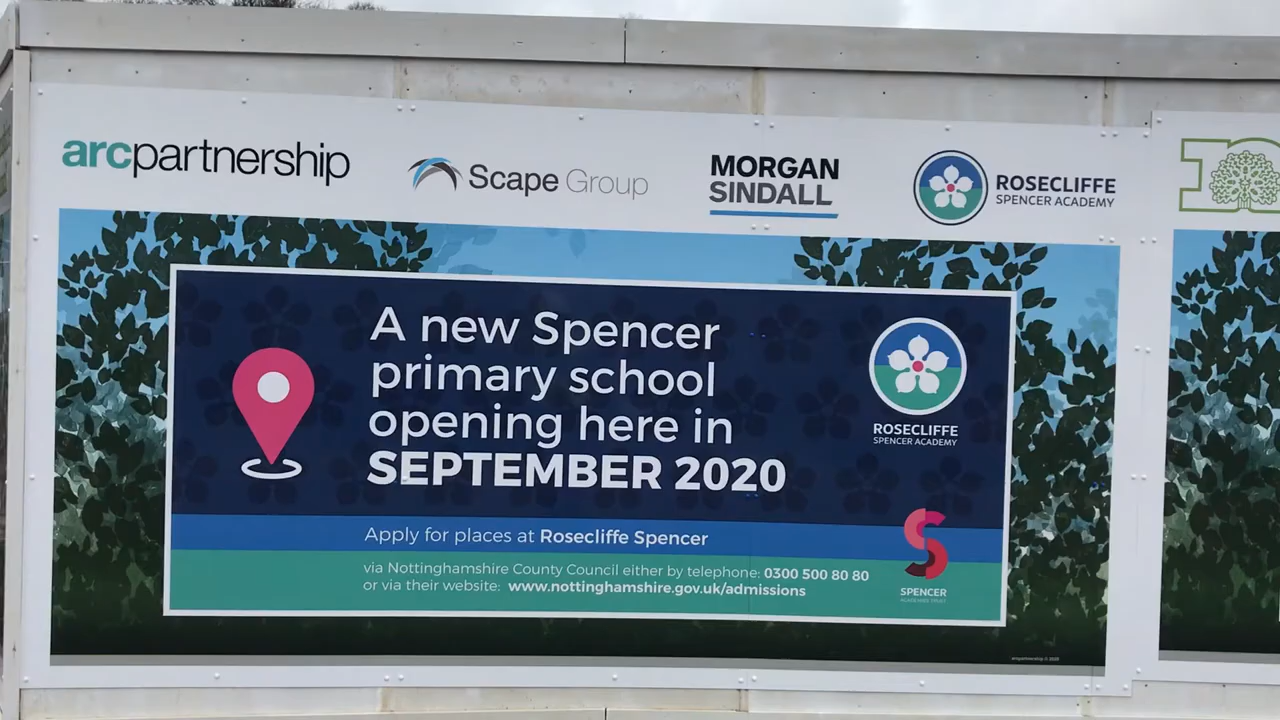 arcpartnership
Scape Group
MORGAN
SINDALL
ROSECLIFFE
SPENCER ACADEMY
A new Spencer
primary school
opening here in
SEPTEMBER 2020
ROSECLIFFE
SPENCER ACADEMY
Apply for places at Rosecliffe Spencer
via Nottinghamshire County Council either by telephone: 0300 500 80 80
or via their website: www.nottinghamshire.gov.uk/admissions
SPENCER
ACADEMIES TRUST